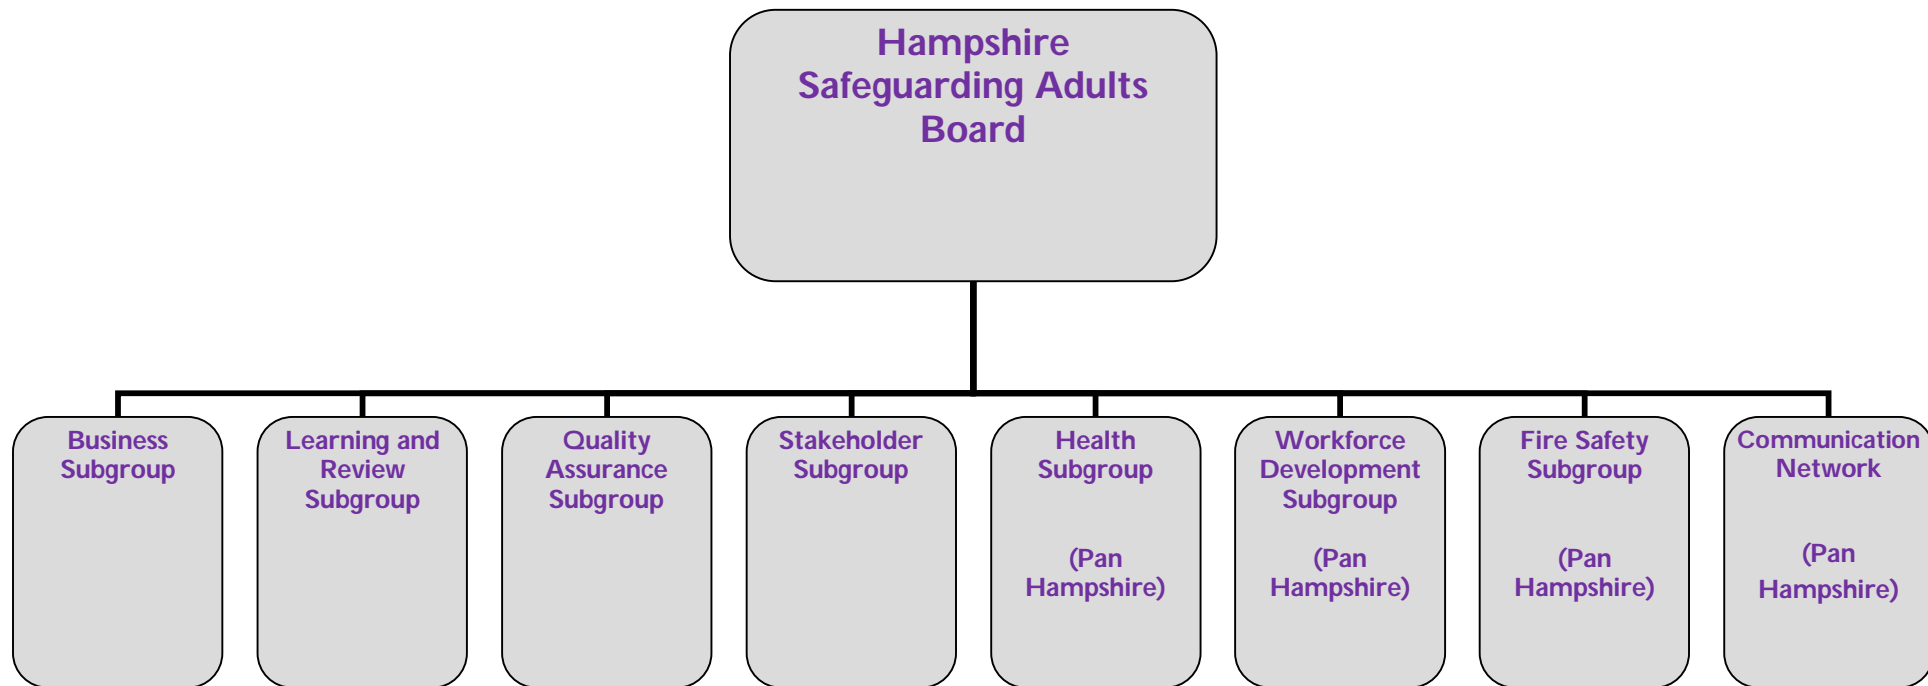 Hampshire
Safeguarding Adults
Board
Business
Subgroup
Learning and
Review
Subgroup
Quality
Assurance
Subgroup
Stakeholder
Subgroup
Health
Subgroup
(Pan
Hampshire)
Workforce
Development
Subgroup
(Pan
Hampshire)
Fire Safety
Subgroup
(Pan
Hampshire)
Communication
Network
(Pan
Hampshire)